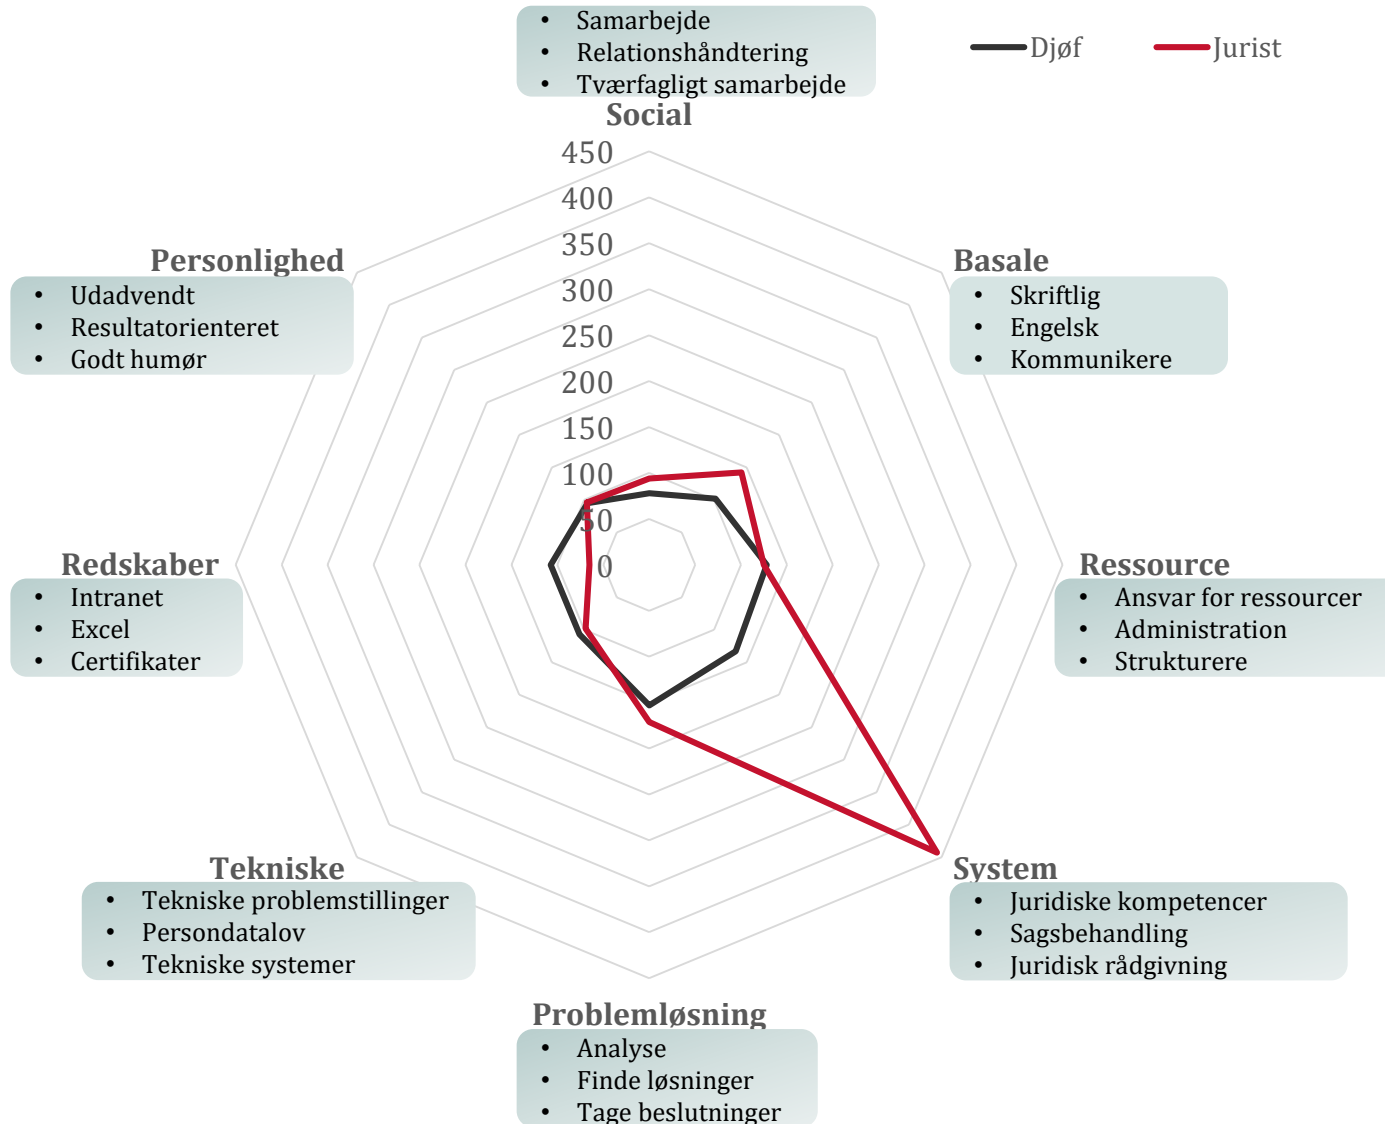 • Samarbejde
• Relationshåndtering
• Tværfagligt samarbejde
Djøf
Jurist
Social
450
400
350
300
250
200
150
100
50
0
Personlighed
• Udadvendt
• Resultatorienteret
• Godt humør
Basale
• Skriftlig
• Engelsk
• Kommunikere
Redskaber
• Intranet
• Excel
• Certifikater
Ressource
• Ansvar for ressourcer
• Administration
• Strukturere
Tekniske
• Tekniske problemstillinger
• Persondatalov
• Tekniske systemer
System
• Juridiske kompetencer
• Sagsbehandling
• Juridisk rådgivning
Problemløsning
• Analyse
• Finde løsninger
• Tage beslutninger